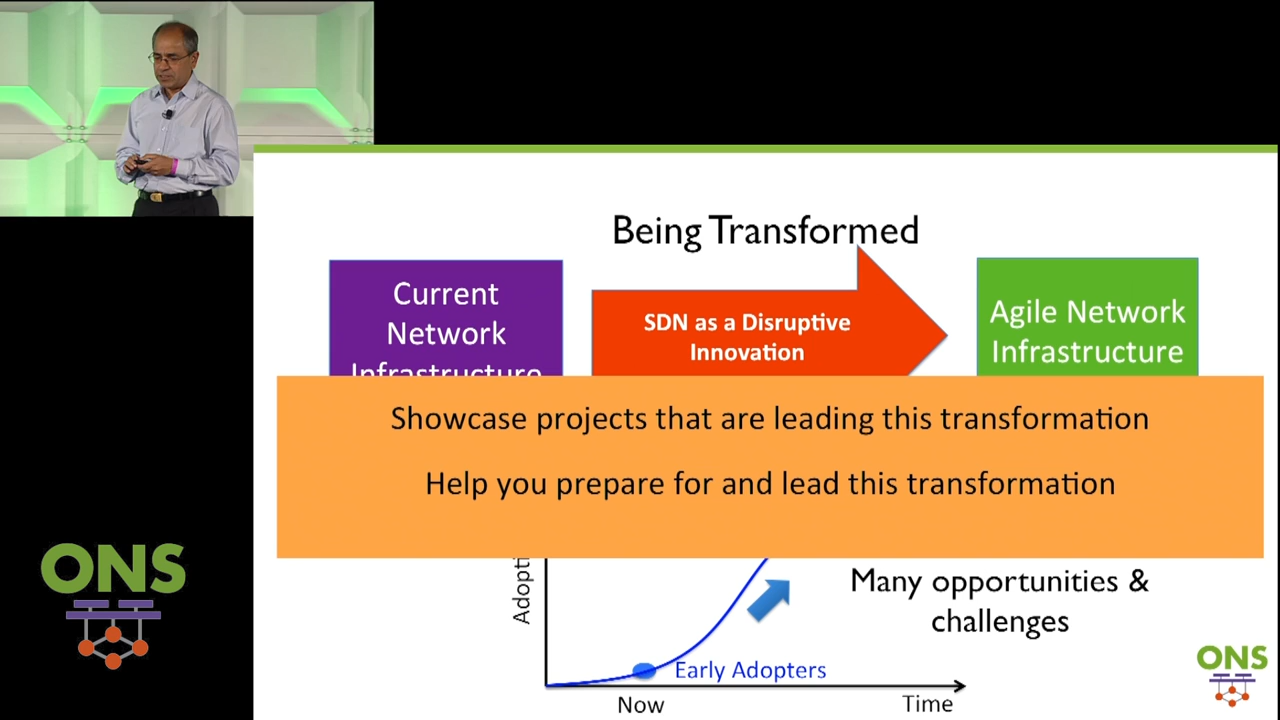 Being Transformed
Current
Network
Infrastructure
SDN as a Disruptive
Innovation
Agile Network
Infrastructure
Showcase projects that are leading this transformation
Help you prepare for and lead this transformation
Many opportunities &
challenges
Early Adopters
Now
Time
ONS
ONS